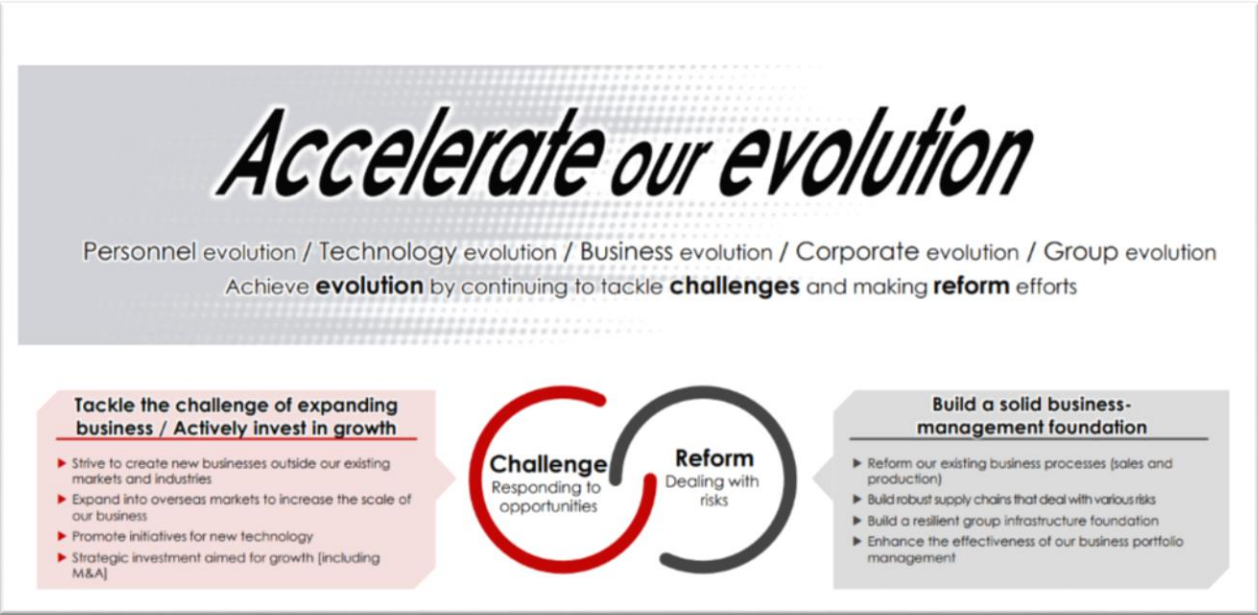 Accelerate our evolution
Personnel evolution / Technology evolution / Business evolution / Corporate evolution / Group evolution
Achieve evolution by continuing to tackle challenges and making reform efforts
Tackle the challenge of expanding
business / Actively invest in growth
▶ Strive to create new businesses outside our existing
markets and industries
▶ Expand into overseas markets to increase the scale of
our business
▶ Promote initiatives for new technology
▶ Strategic investment aimed for growth [including
M&A]
Challenge
Responding to
opportunities
Reform
Dealing with
risks
Build a solid business-
management foundation
▶ Reform our existing business processes (sales and
production)
▶ Build robust supply chains that deal with various risks
▶ Build a resilient group infrastructure foundation
▶ Enhance the effectiveness of our business portfolio
management